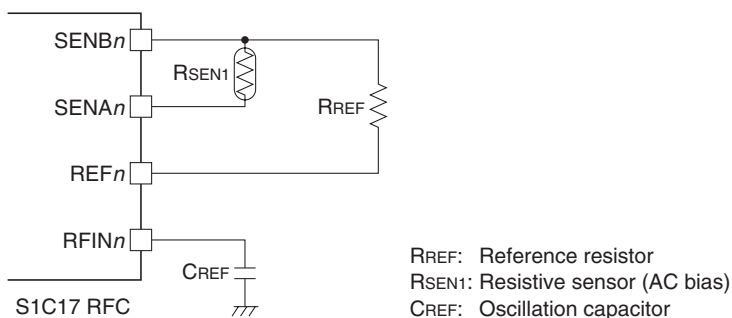 SENBn
RSEN1
SENAn
RREF
REFn
RFINn
CREF
S1C17 RFC
RREF: Reference resistor
RSEN1: Resistive sensor (AC bias)
CREF: Oscillation capacitor